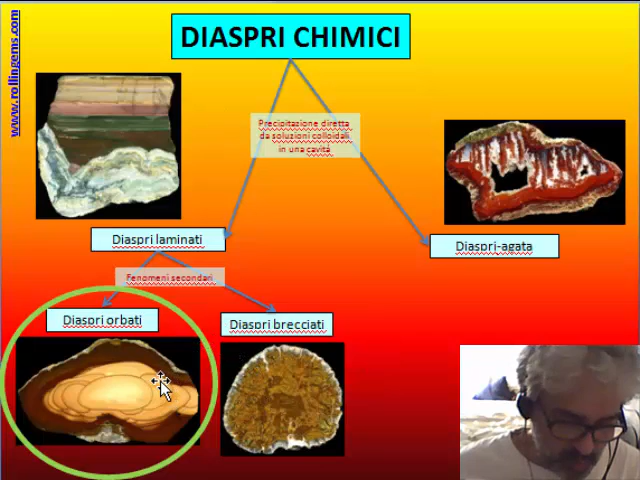 www.rollingems.com
DIASPRI CHIMICI
Precipitazione diretta
da soluzioni colloidali
in una cavità
Diaspri laminati
Diaspri-agata
Fenomeni secondari
Diaspri orbati
Diaspri brecciati